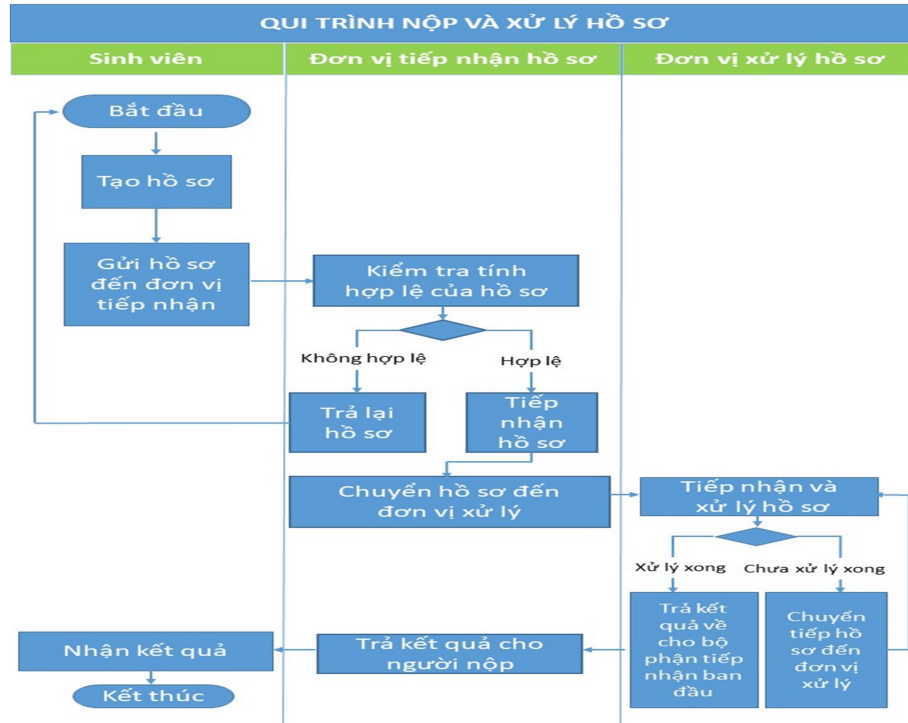 QUI TRÌNH NỘP VÀ XỬ LÝ HỒ SƠ
Sinh viên
Đơn vị tiếp nhận hồ sơ
Đơn vị xử lý hồ sơ
Bắt đầu
Tạo hồ sơ
Gửi hồ sơ
đến đơn vị
tiếp nhận
Kiểm tra tính
hợp lệ của hồ sơ
Không hợp lệ
Hợp lệ
Trả lại
hồ sơ
Tiếp
nhận
hồ sơ
Chuyển hồ sơ đến
đơn vị xử lý
Tiếp nhận và
xử lý hồ sơ
Xử lý xong
Chưa xử lý xong
Trả kết
quả về
cho bộ
phận tiếp
nhận ban
đầu
Chuyển
tiếp hồ
sơ đến
đơn vị
xử lý
Trả kết quả cho
người nộp
Nhận kết quả
Kết thúc